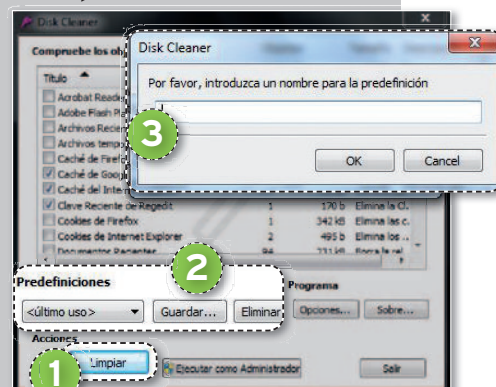 Disk Cleaner
Compruebe los ob
Disk Cleaner
Por favor, introduzca un nombre para la predefinición
3
OK
Cancel
Título
Acrobat Reade
Adobe Flash Pla
Archivos Recien
Archivos tempo
Caché de Firef
Caché de Goog
Caché del Inte
Clave Reciente de Regedit 1 170 b Elimina la Cl.
Cookies de Firefox 1 342 kB Elimina las c.
Cookies de Internet Explorer 2 495 b Elimina los ..
Documentos Recientes 94
2
Predefiniciones
<último uso>
Guardar...
Eliminar
Programa
Opciones...
Sobre...
Acciones
1
Limpiar
Ejecutar como Administrador
Salir